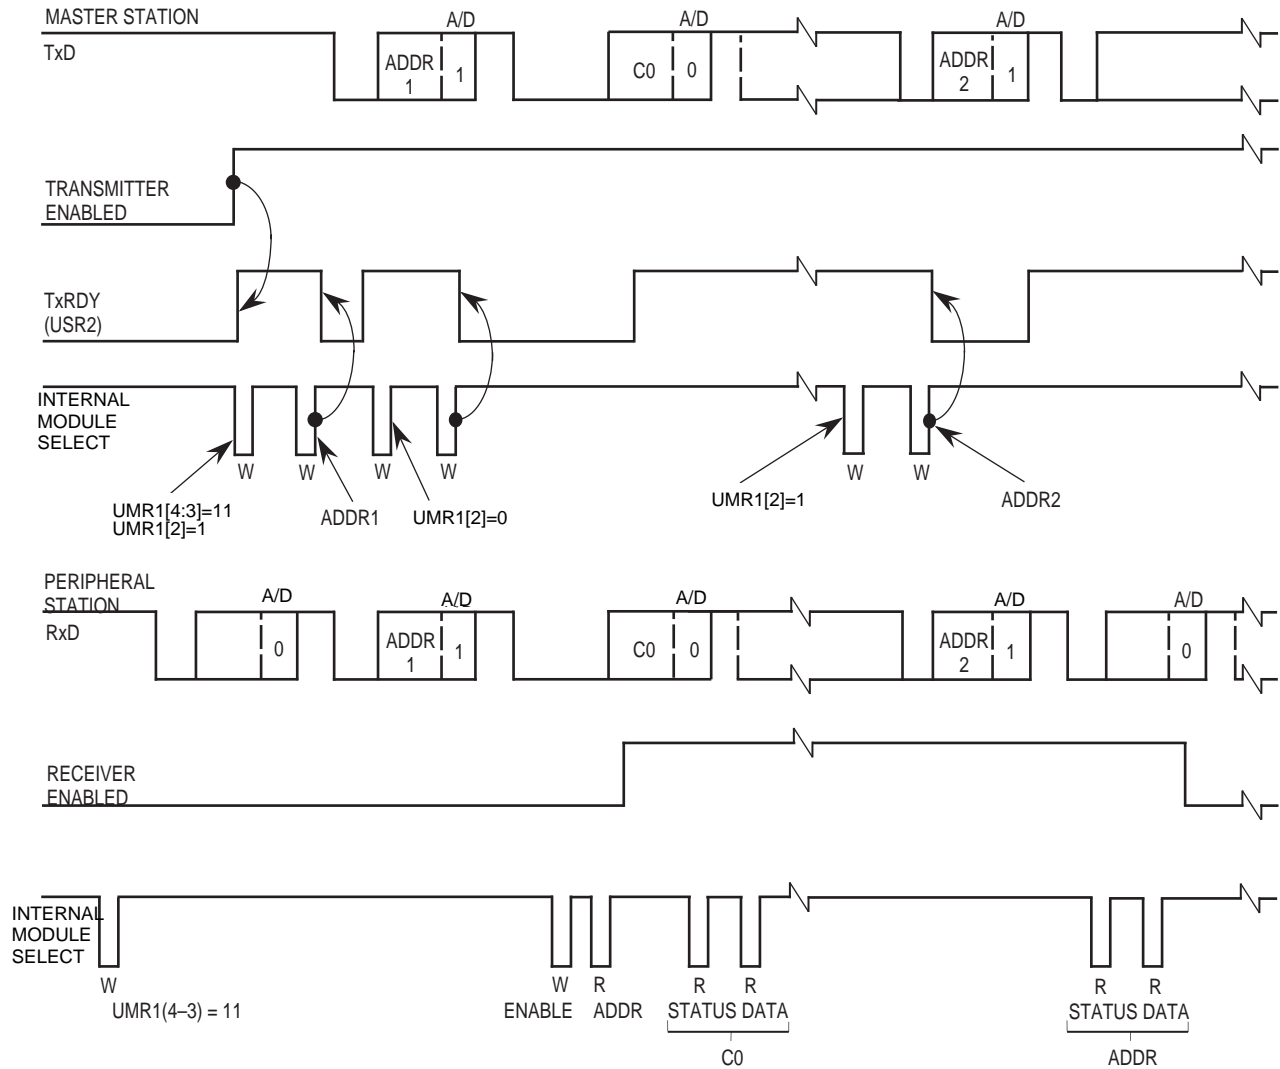 MASTER STATION
A/D A/D A/D
TxD
ADDR
1
1
C0
0
ADDR
2
1
TRANSMITTER
ENABLED
TxRDY
(USR2)
INTERNAL
MODULE
SELECT
W W W W W W
UMR1[4:3]=11
UMR1[2]=1
ADDR1
UMR1[2]=0
UMR1[2]=1
ADDR2
PERIPHERAL
STATION
A/D A/D A/D A/D A/D
RxD
0
ADDR
1
1
C0
0
ADDR
2
1
0
RECEIVER
ENABLED
INTERNAL
MODULE
SELECT
W W R R R R R
UMR1(4–3) = 11
ENABLE ADDR STATUS DATA STATUS DATA
C0 ADDR